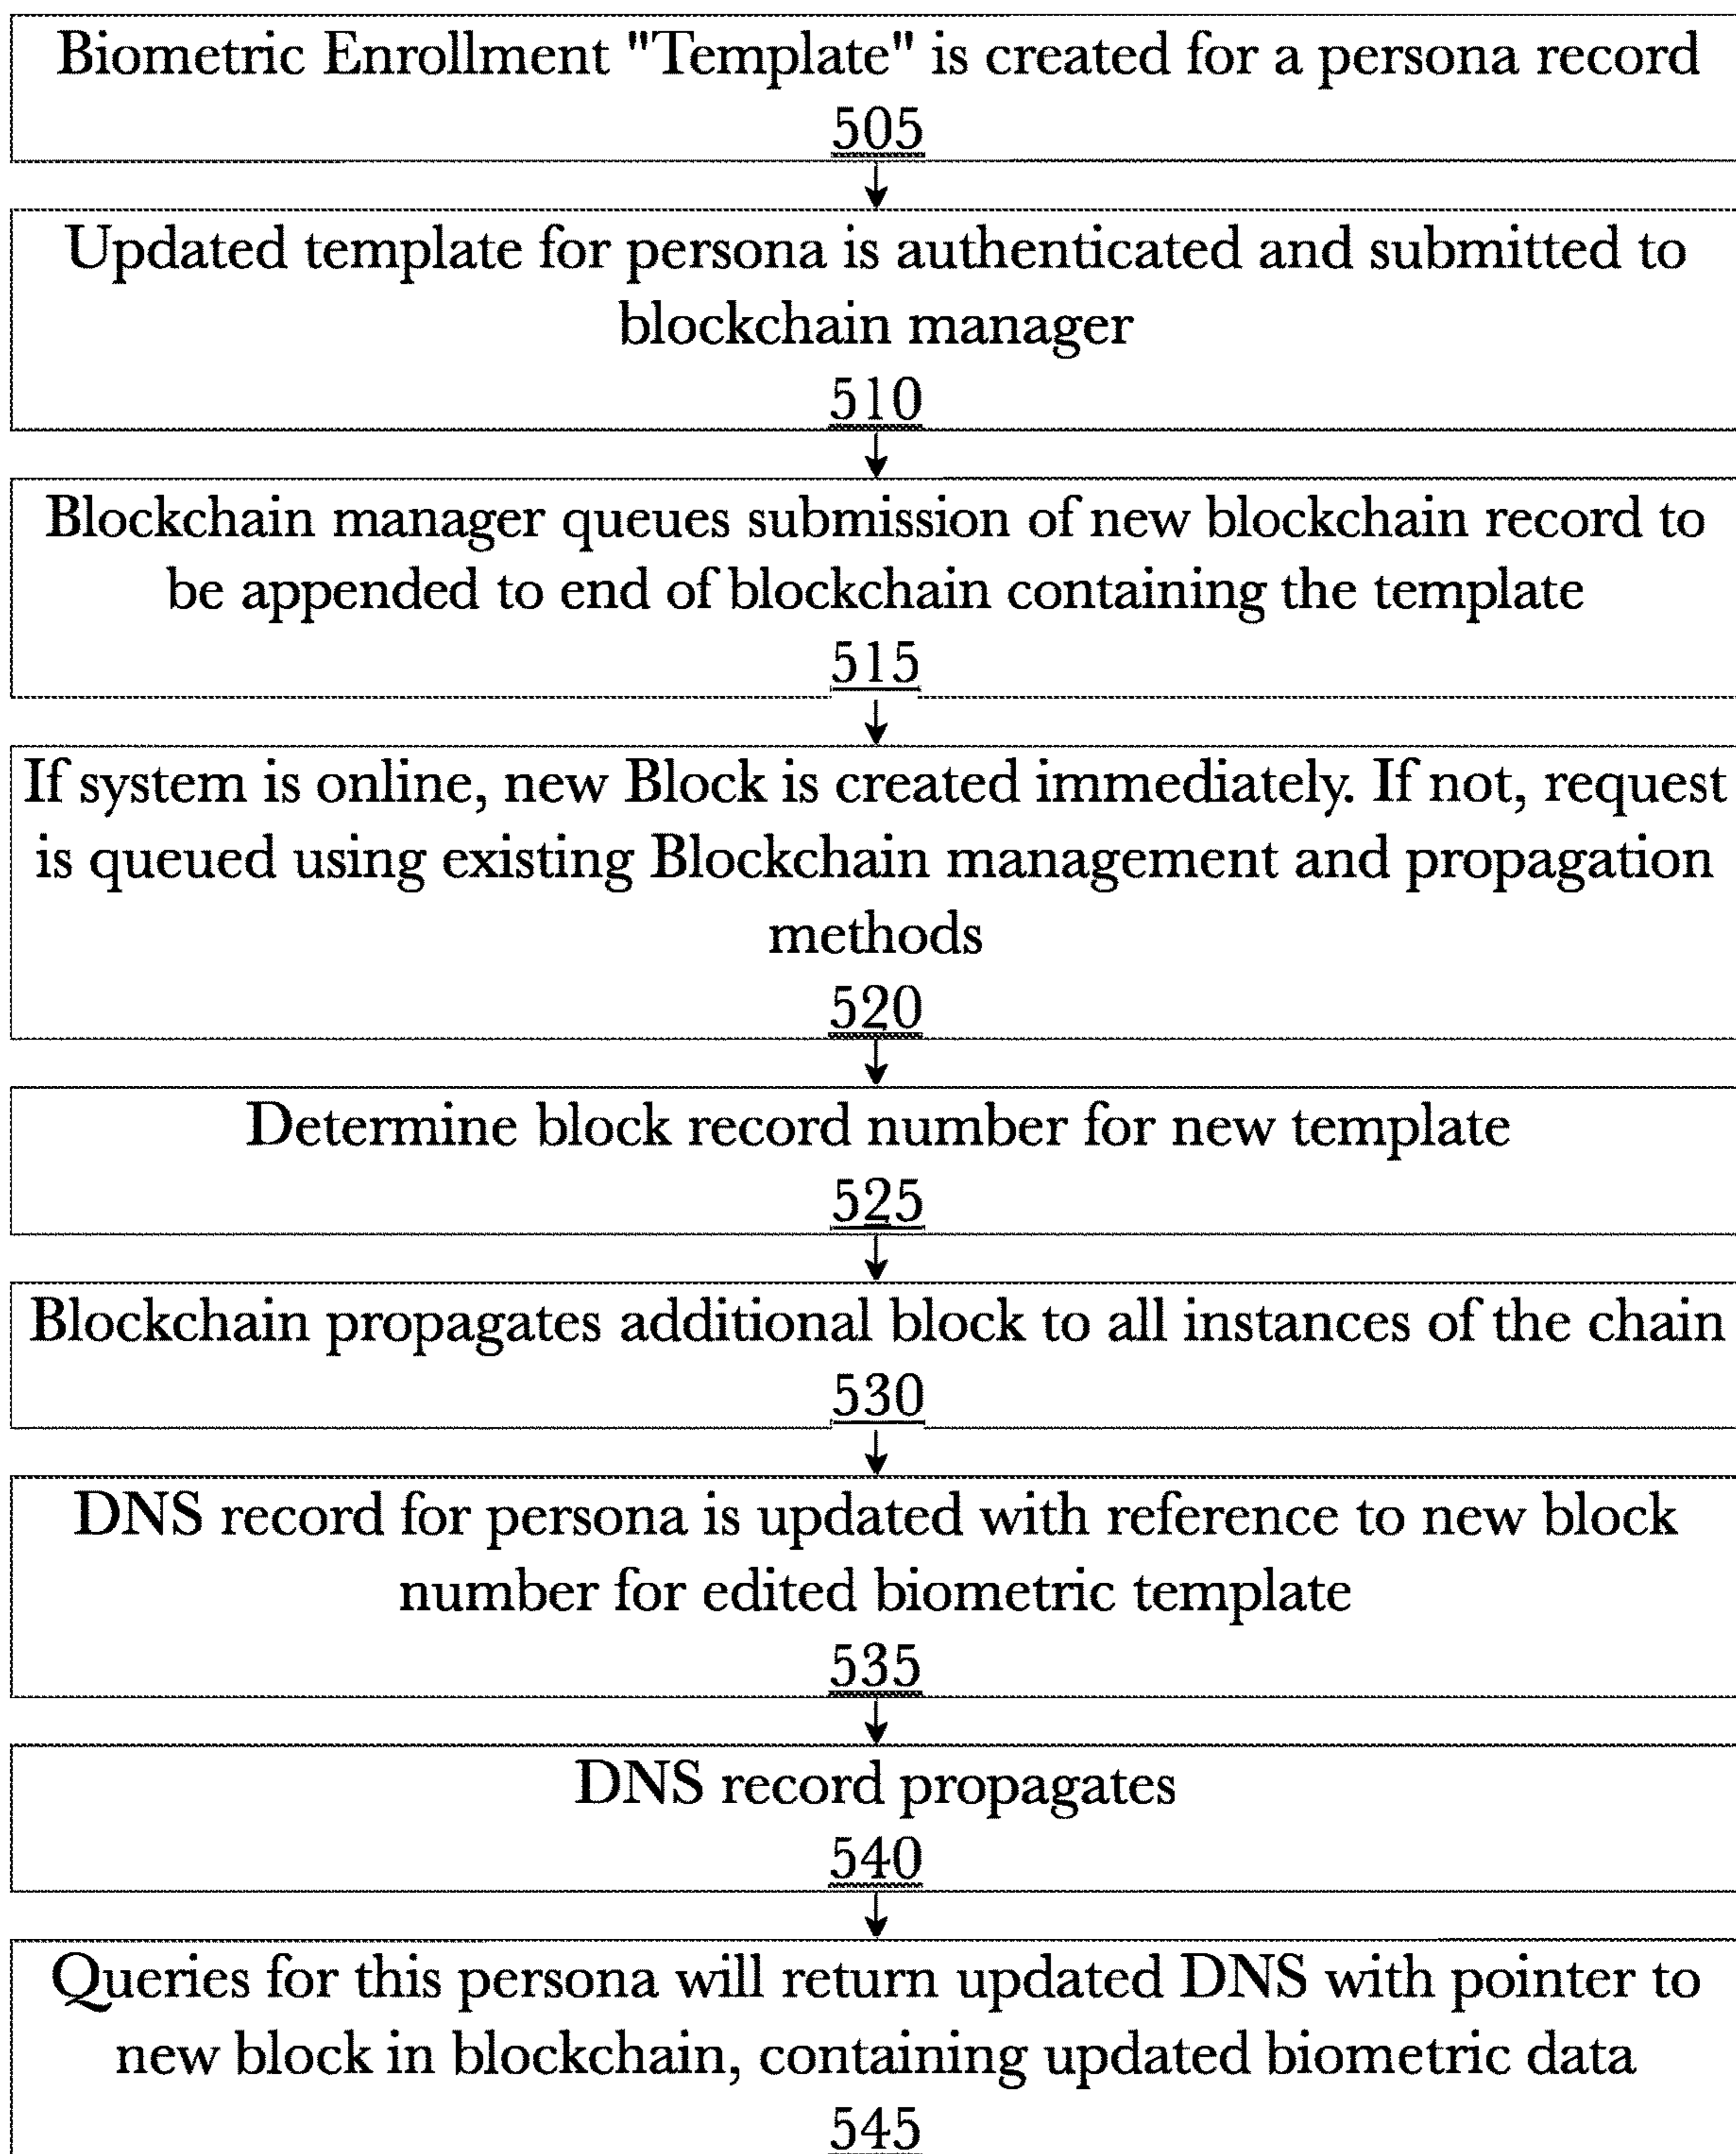 Biometric Enrollment "Template" is created for a persona record
505
Updated template for persona is authenticated and submitted to
blockchain manager
510
Blockchain manager queues submission of new blockchain record to
be appended to end of blockchain containing the template
515
If system is online, new Block is created immediately. If not, request
is queued using existing Blockchain management and propagation
methods
520
Determine block record number for new template
525
Blockchain propagates additional block to all instances of the chain
530
DNS record for persona is updated with reference to new block
number for edited biometric template
535
DNS record propagates
540
Queries for this persona will return updated DNS with pointer to
new block in blockchain, containing updated biometric data
545